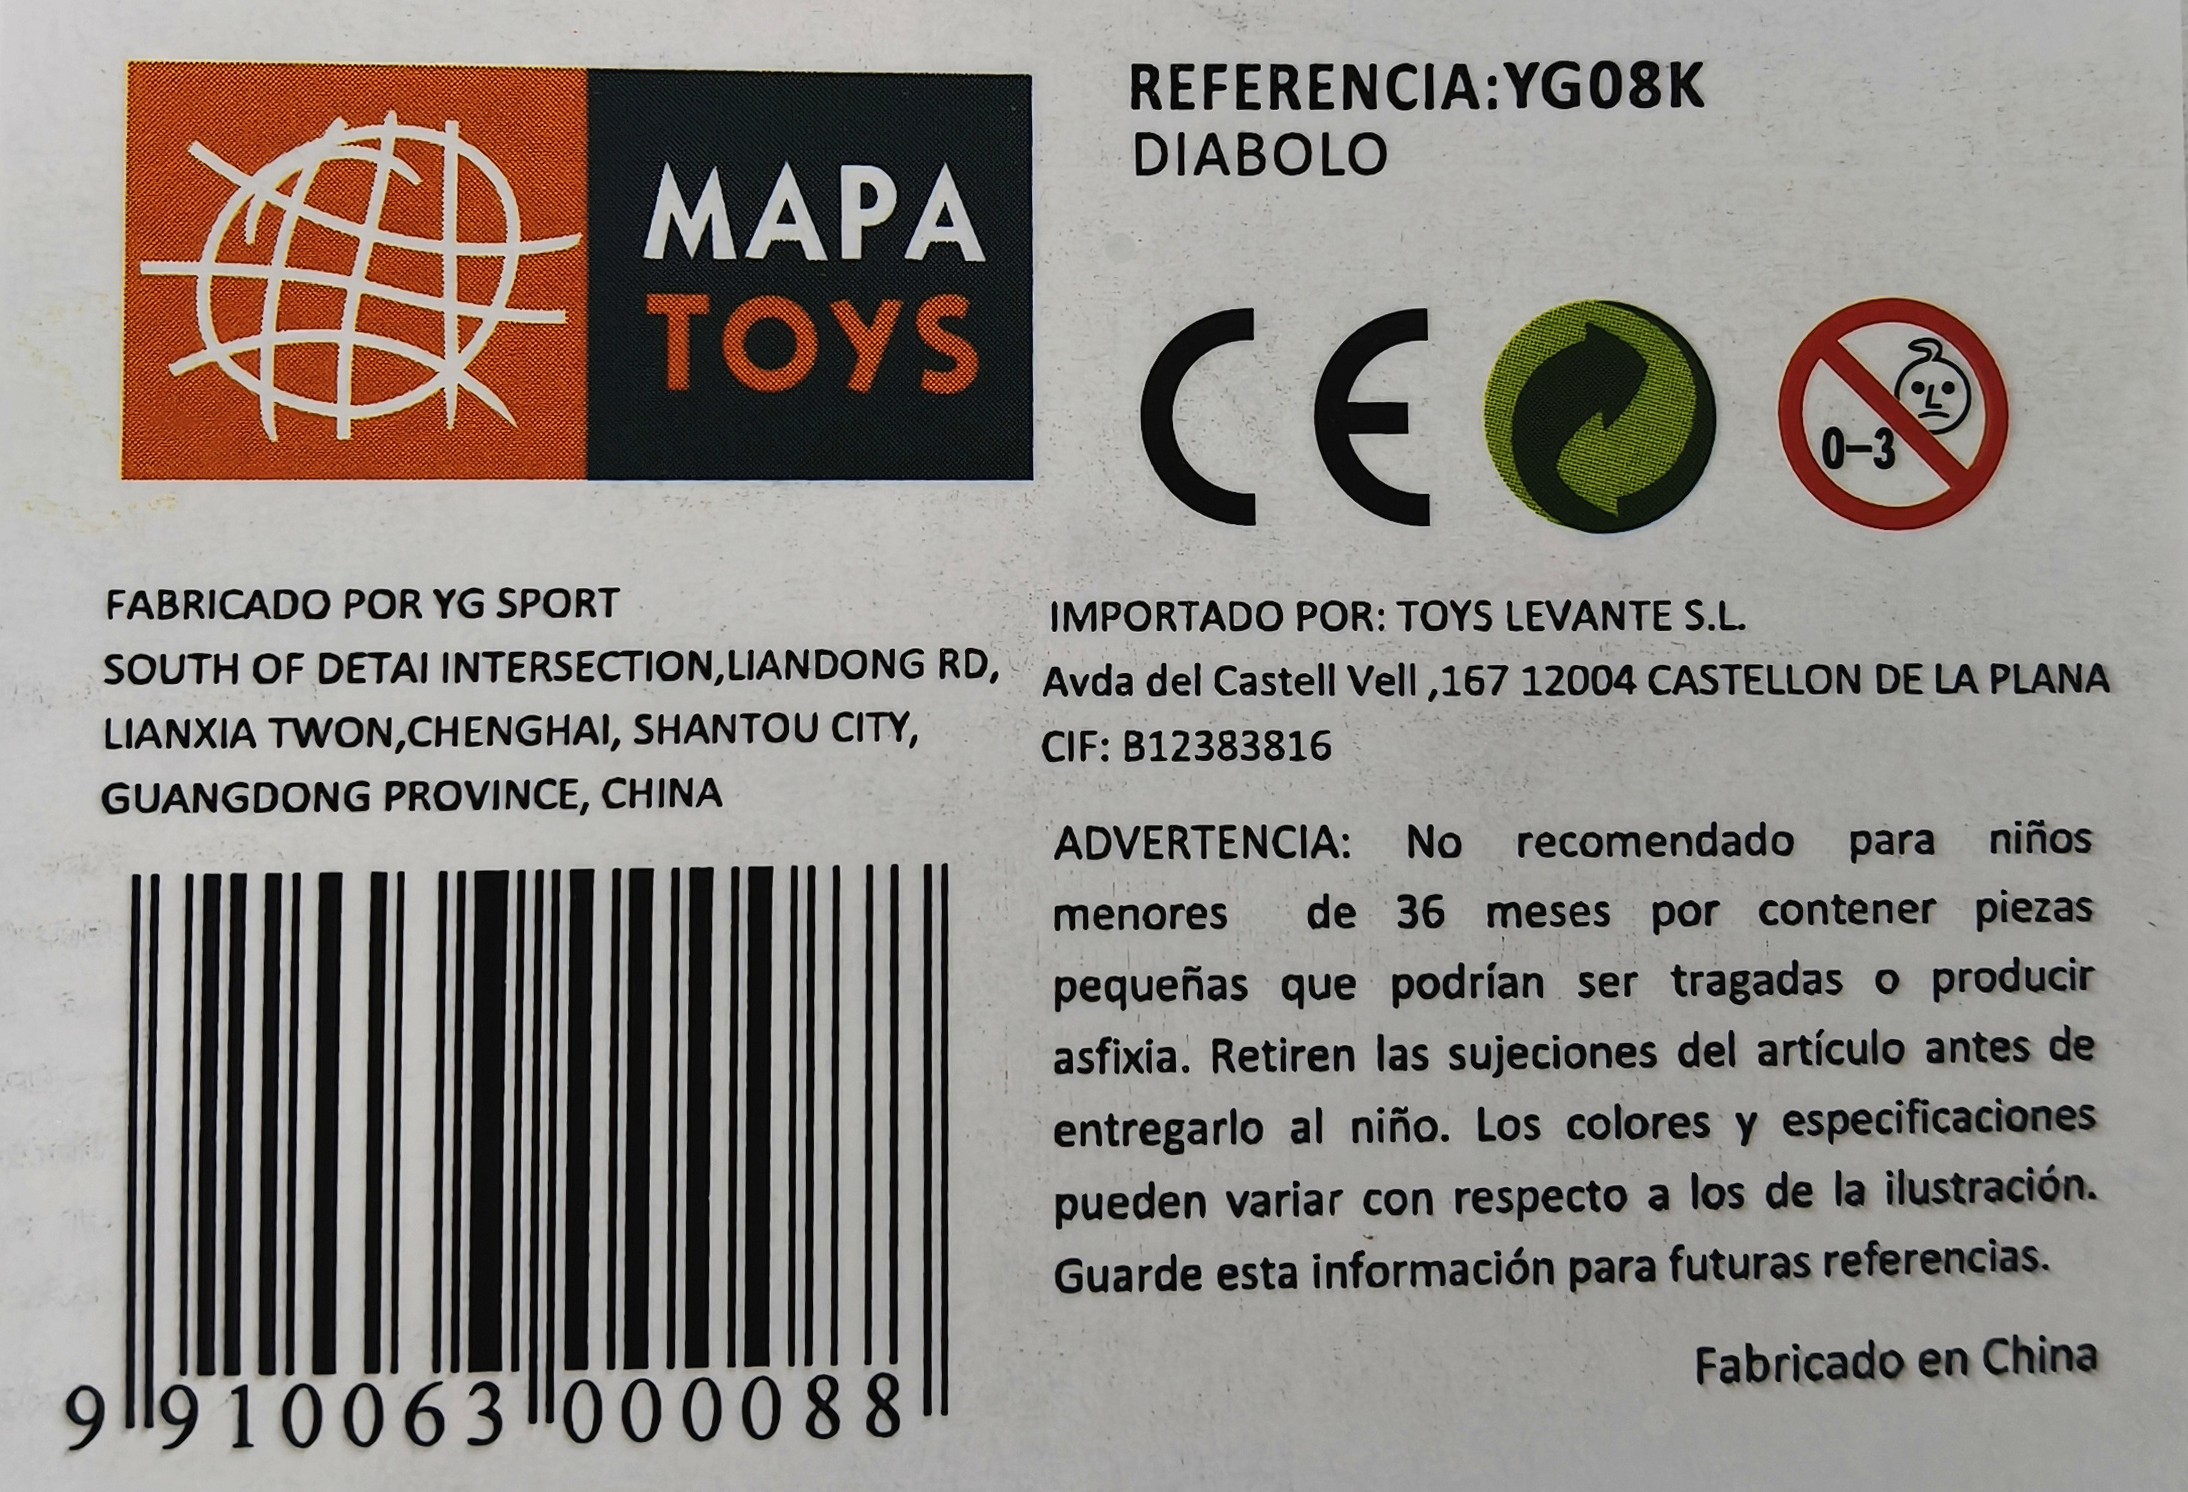 MAPA
TOYS
REFERENCIA:YG08K
DIABOLO
CE
0-3
FABRICADO POR YG SPORT
SOUTH OF DETAI INTERSECTION,LIANDONG RD,
LIANXIA TWON,CHENGHAI, SHANTOU CITY,
GUANGDONG PROVINCE, CHINA
IMPORTADO POR: TOYS LEVANTE S.L.
Avda del Castell Vell ,167 12004 CASTELLON DE LA PLANA
CIF: B12383816
ADVERTENCIA: No recomendado para niños
menores de 36 meses por contener piezas
pequeñas que podrían ser tragadas o producir
asfixia. Retiren las sujeciones del artículo antes de
entregarlo al niño. Los colores y especificaciones
pueden variar con respecto a los de la ilustración.
Guarde esta información para futuras referencias.
Fabricado en China
9 910063 000088